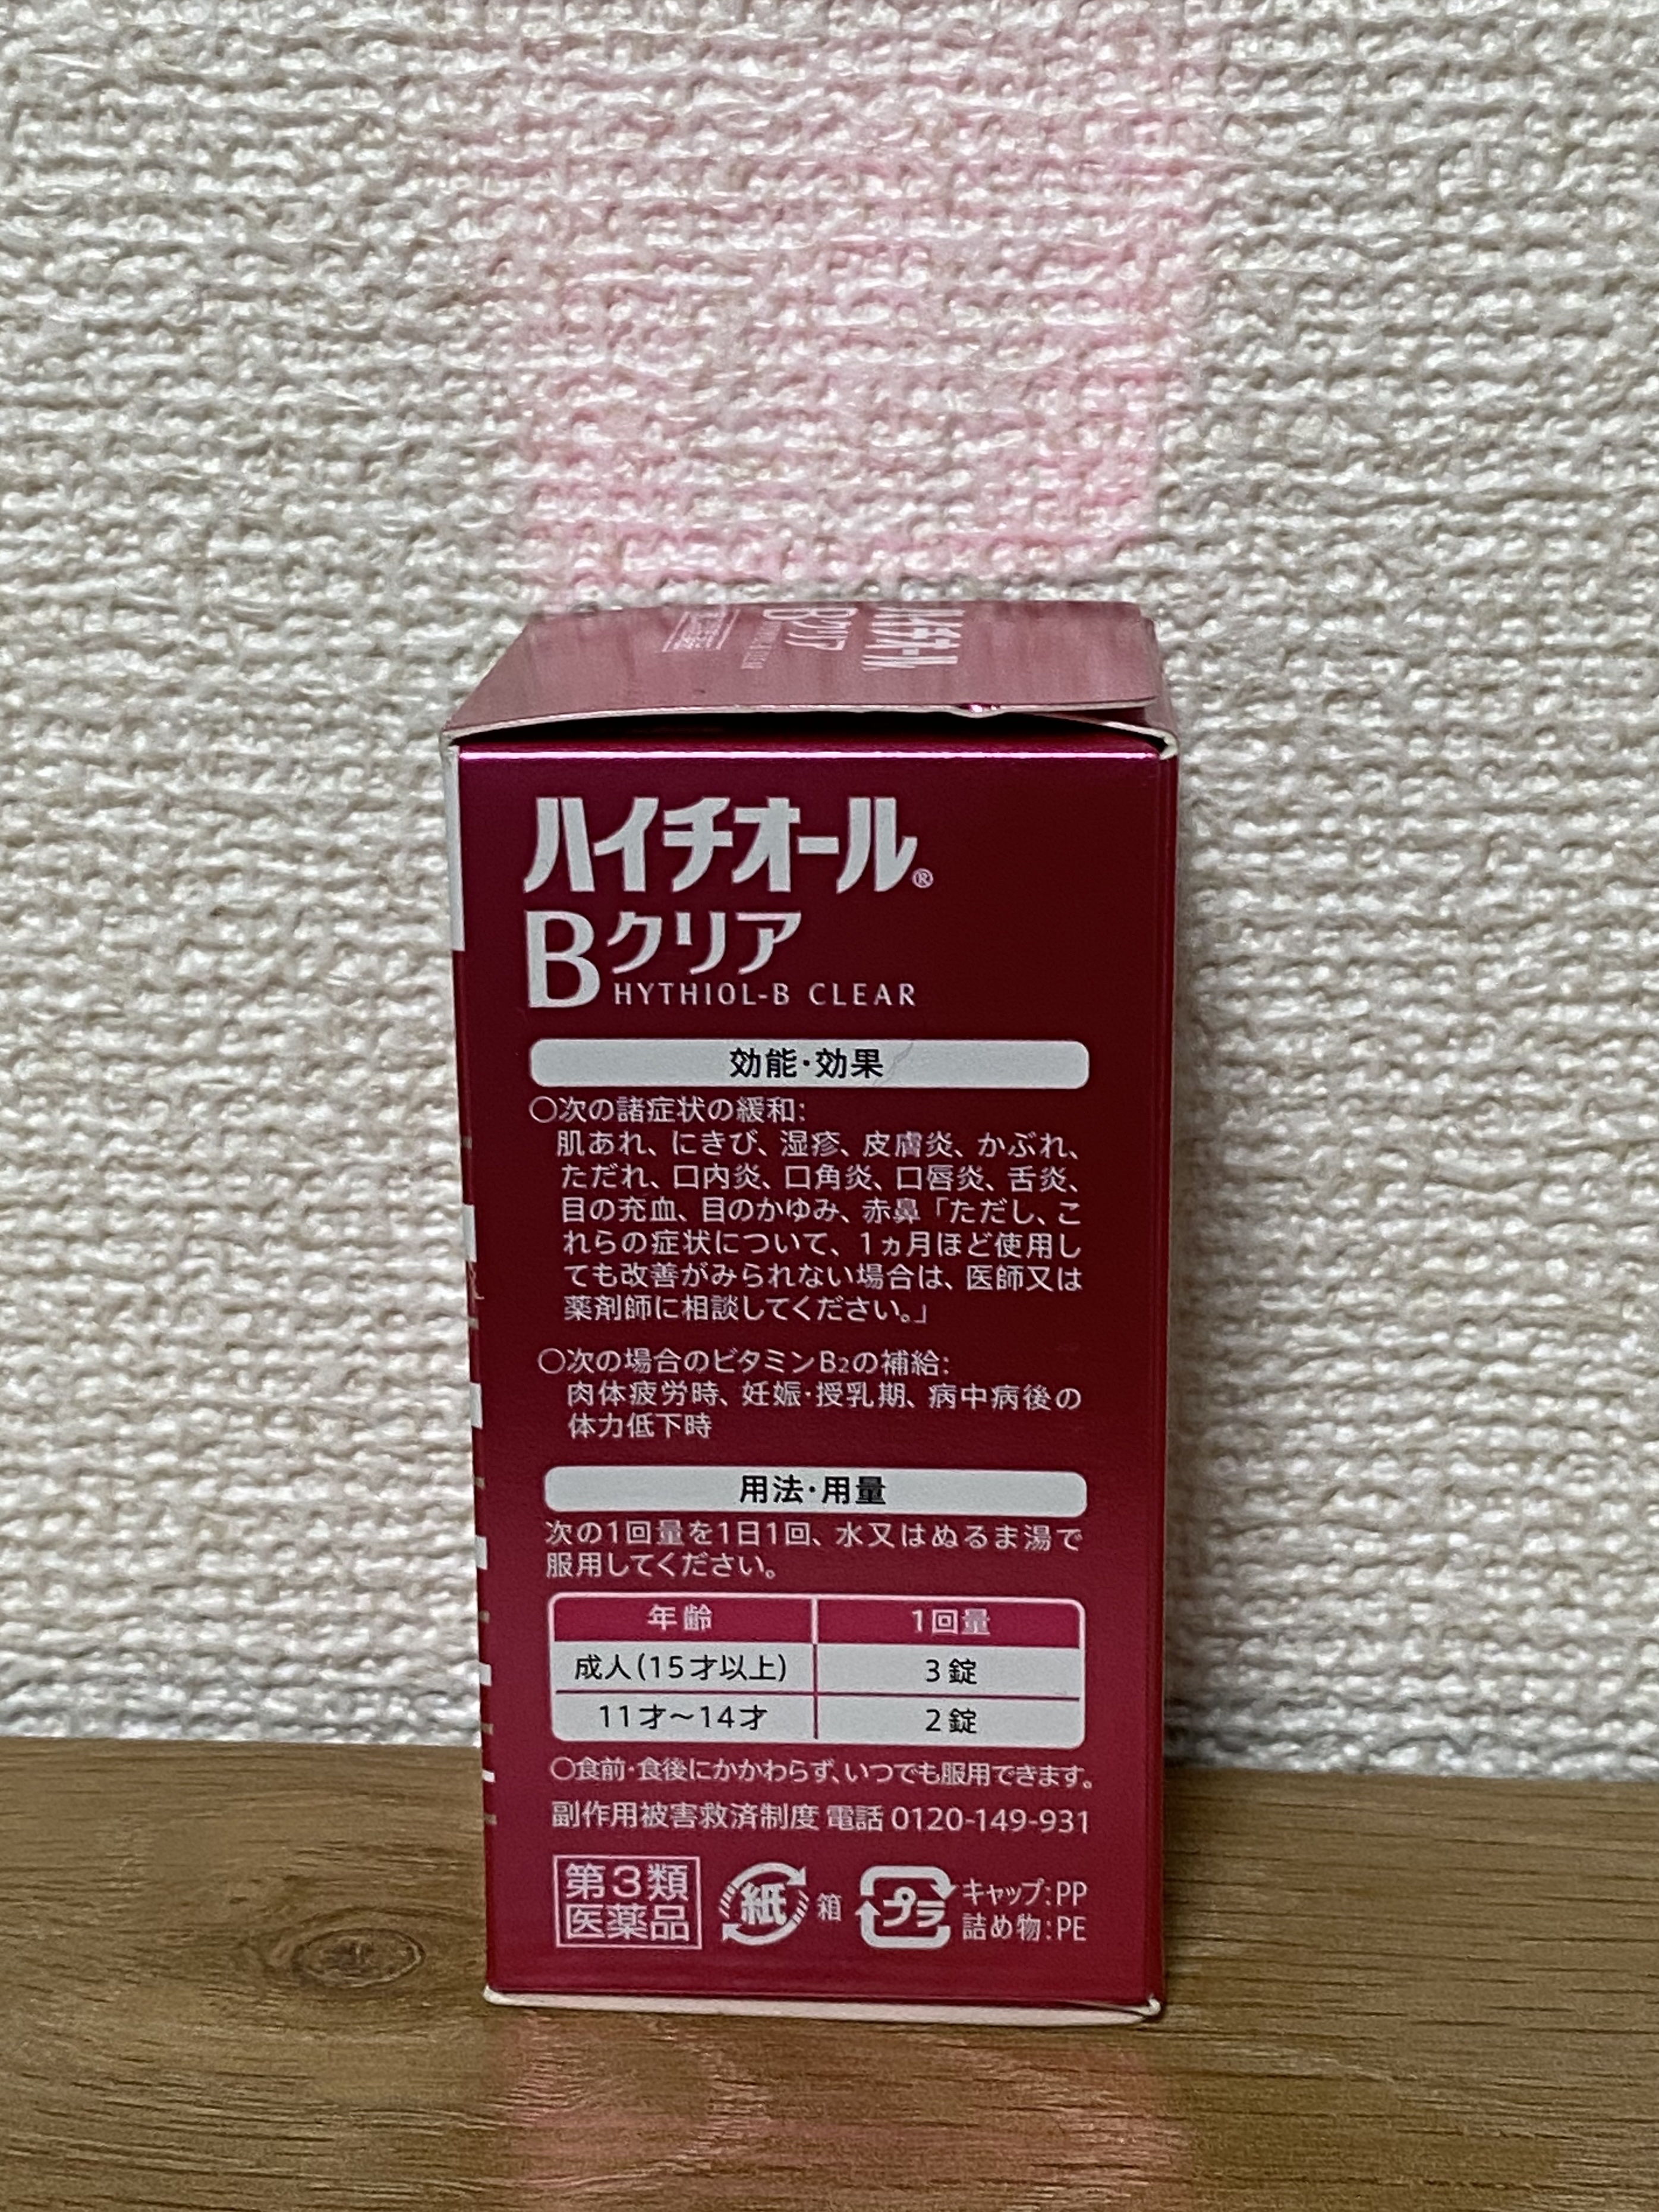 ハイチオール
Bクリア
ハイチオール®
Bクリア
HYTHIOL-B CLEAR
効能・効果
○次の諸症状の緩和:
肌あれ、にきび、湿疹、皮膚炎、かぶれ、
ただれ、口内炎、口角炎、口唇炎、舌炎、
目の充血、目のかゆみ、赤鼻「ただし、こ
れらの症状について、1ヵ月ほど使用し
ても改善がみられない場合は、医師又は
薬剤師に相談してください。」
○次の場合のビタミンB₂の補給:
肉体疲労時、妊娠・授乳期、病中病後の
体力低下時
用法・用量
次の1回量を1日1回、水又はぬるま湯で
服用してください。
年齢 1回量
成人(15才以上) 3錠
11才～14才 2錠
○食前・食後にかかわらず、いつでも服用できます。
副作用被害救済制度 電話 0120-149-931
第3類
医薬品
紙 箱
プラ キャップ:PP
詰め物:PE